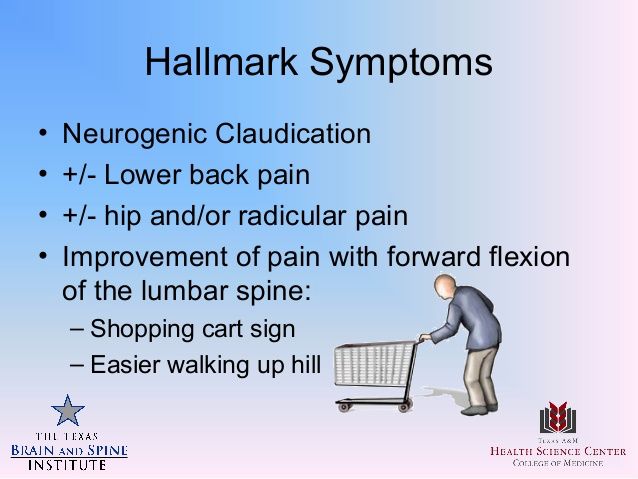 Hallmark Symptoms
• Neurogenic Claudication
• +/- Lower back pain
• +/- hip and/or radicular pain
• Improvement of pain with forward flexion
of the lumbar spine:
– Shopping cart sign
– Easier walking up hill
THE TEXAS
BRAIN AND SPINE
INSTITUTE
TEXAS A&M
HEALTH SCIENCE CENTER
COLLEGE OF MEDICINE